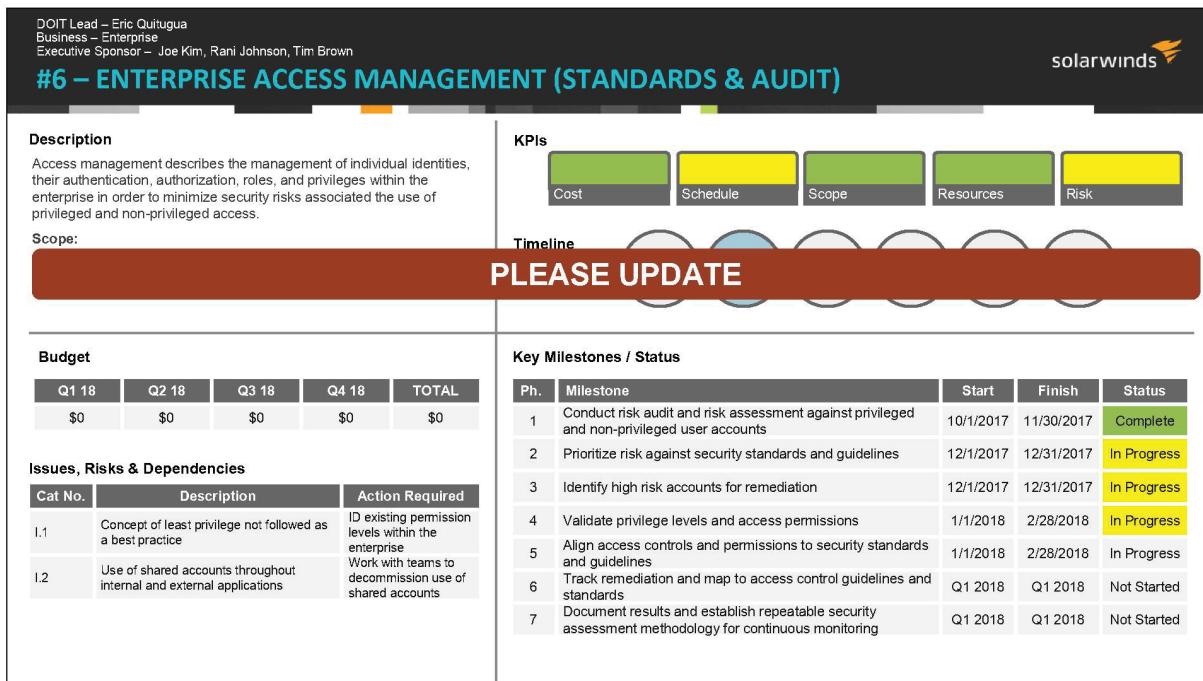 DOIT Lead – Eric Quitugua
Business – Enterprise
Executive Sponsor – Joe Kim, Rani Johnson, Tim Brown
#6 – ENTERPRISE ACCESS MANAGEMENT (STANDARDS & AUDIT)
solarwinds
Description
Access management describes the management of individual identities,
their authentication, authorization, roles, and privileges within the
enterprise in order to minimize security risks associated the use of
privileged and non-privileged access.
Scope:
KPIs
Cost Schedule Scope Resources Risk
Timeline
PLEASE UPDATE
Budget
Q1 18 Q2 18 Q3 18 Q4 18 TOTAL
$0 $0 $0 $0 $0
Issues, Risks & Dependencies
Cat No. Description Action Required
I.1 Concept of least privilege not followed as
a best practice
ID existing permission
levels within the
enterprise
I.2 Use of shared accounts throughout
internal and external applications
Work with teams to
decommission use of
shared accounts
Key Milestones / Status
Ph. Milestone Start Finish Status
1 Conduct risk audit and risk assessment against privileged
and non-privileged user accounts
10/1/2017 11/30/2017 Complete
2 Prioritize risk against security standards and guidelines 12/1/2017 12/31/2017 In Progress
3 Identify high risk accounts for remediation 12/1/2017 12/31/2017 In Progress
4 Validate privilege levels and access permissions 1/1/2018 2/28/2018 In Progress
5 Align access controls and permissions to security standards
and guidelines
1/1/2018 2/28/2018 In Progress
6 Track remediation and map to access control guidelines and
standards
Q1 2018 Q1 2018 Not Started
7 Document results and establish repeatable security
assessment methodology for continuous monitoring
Q1 2018 Q1 2018 Not Started